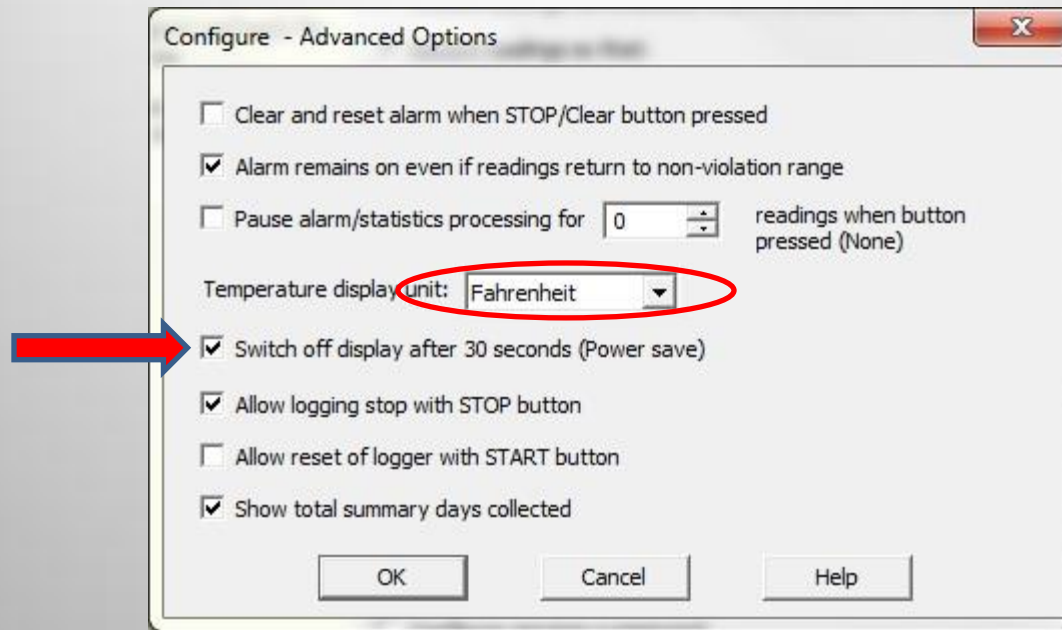 Configure - Advanced Options
Clear and reset alarm when STOP/Clear button pressed
Alarm remains on even if readings return to non-violation range
Pause alarm/statistics processing for 0 readings when button
pressed (None)
Temperature display unit: Fahrenheit
Switch off display after 30 seconds (Power save)
Allow logging stop with STOP button
Allow reset of logger with START button
Show total summary days collected
OK Cancel Help